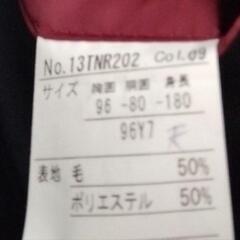 No.13TNR202 Col.09
サイズ 胸囲 胴囲 身長
96 -80 -180
96Y7
表地 毛 50%
ポリエステル 50%